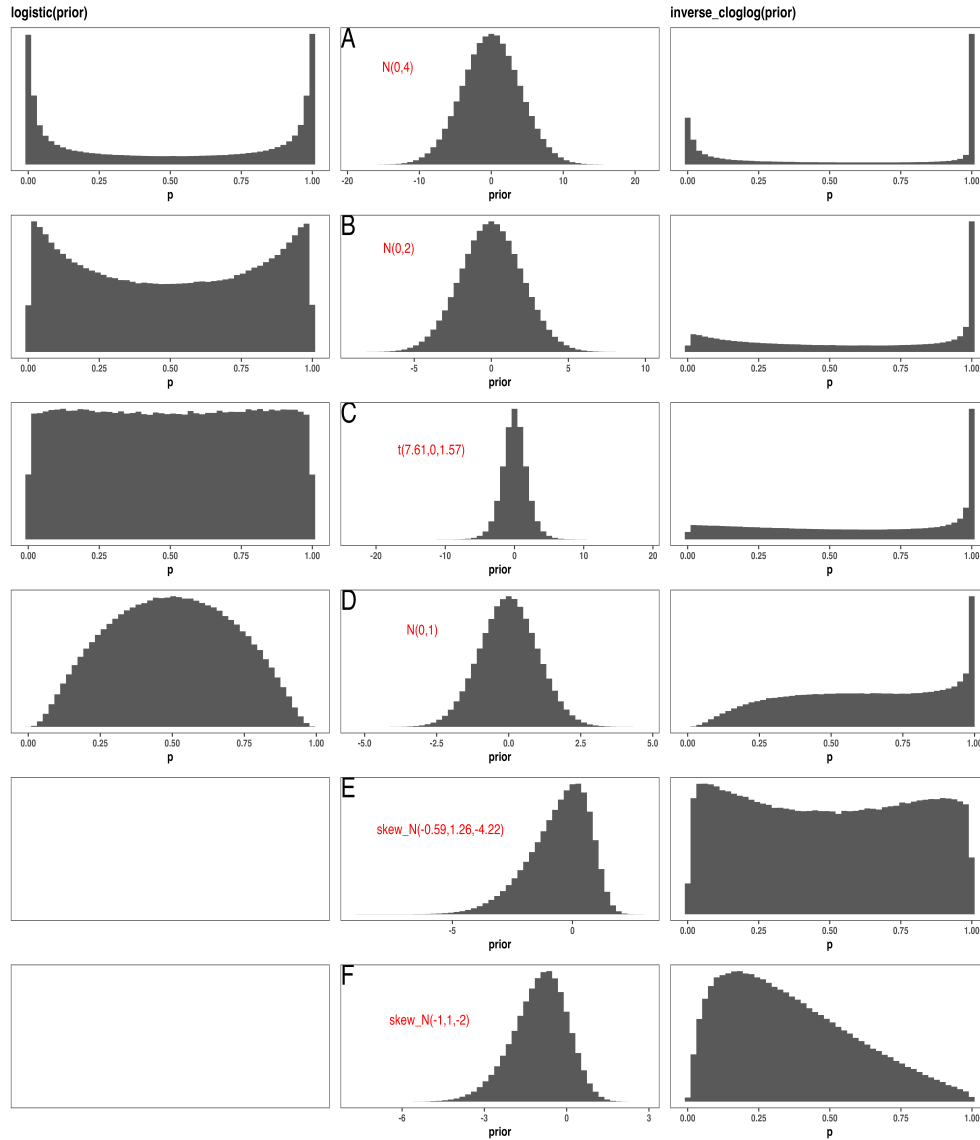 logistic(prior)
inverse_cloglog(prior)
A
N(0,4)
0.00 0.25 0.50 0.75 1.00
p
-20 -10 0 10 20
prior
0.00 0.25 0.50 0.75 1.00
p
B
N(0,2)
0.00 0.25 0.50 0.75 1.00
p
-5 0 5 10
prior
0.00 0.25 0.50 0.75 1.00
p
C
t(7.61,0,1.57)
0.00 0.25 0.50 0.75 1.00
p
-20 -10 0 10 20
prior
0.00 0.25 0.50 0.75 1.00
p
D
N(0,1)
0.00 0.25 0.50 0.75 1.00
p
-5.0 -2.5 0.0 2.5 5.0
prior
0.00 0.25 0.50 0.75 1.00
p
E
skew_N(-0.59,1.26,-4.22)
-5 0
prior
0.00 0.25 0.50 0.75 1.00
p
F
skew_N(-1,1,-2)
-6 -3 0 3
prior
0.00 0.25 0.50 0.75 1.00
p